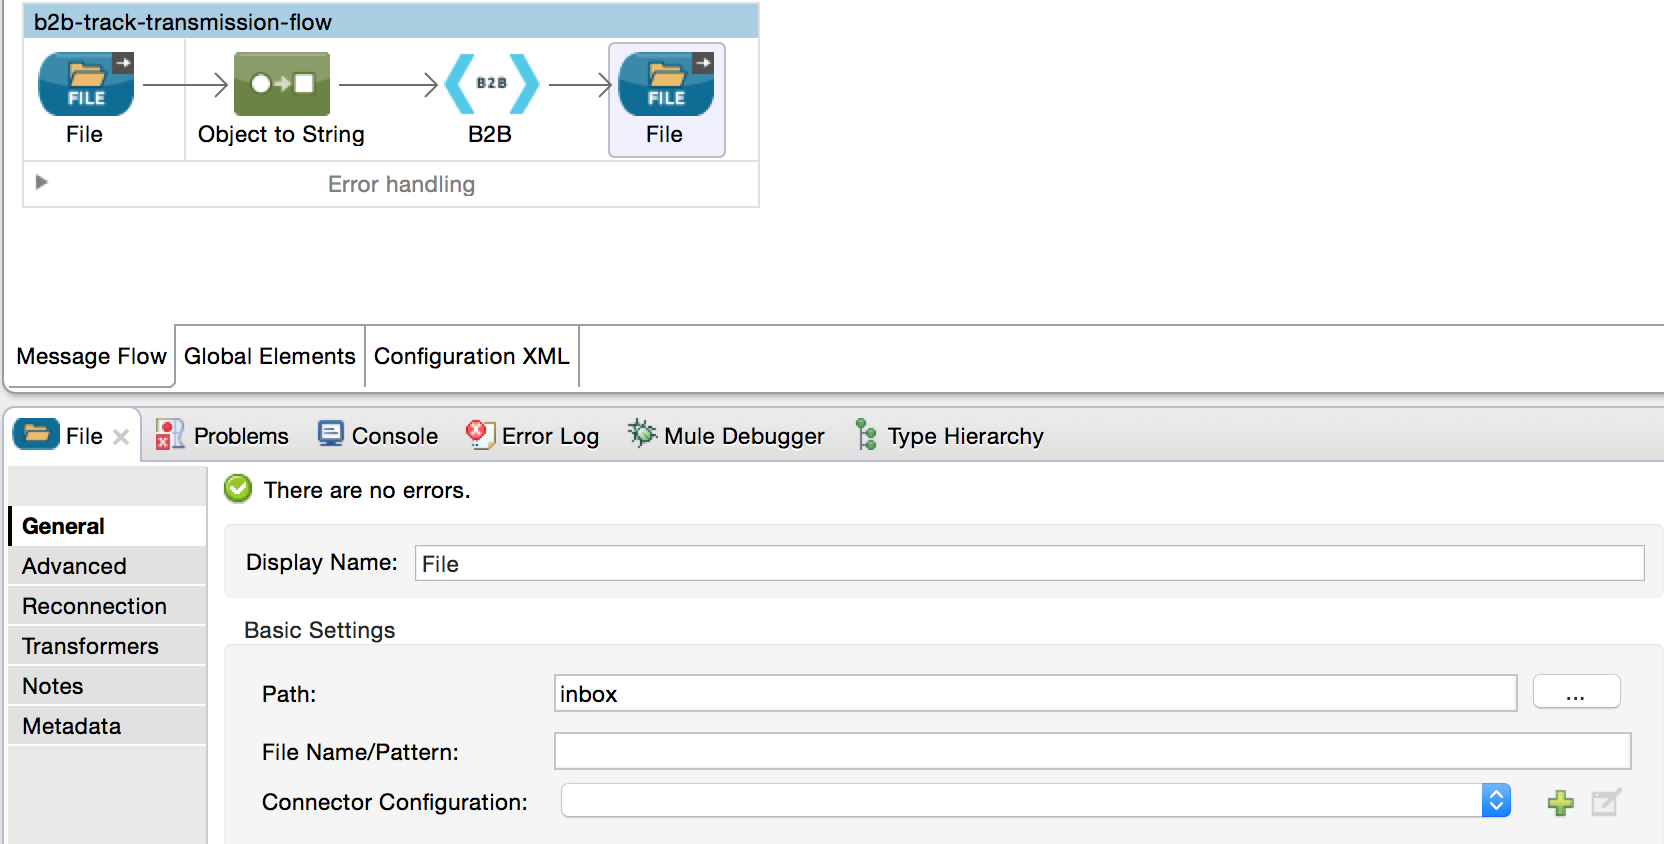 b2b-track-transmission-flow
FILE B2B FILE
File Object to String B2B File
Error handling
Message Flow Global Elements Configuration XML
File Problems Console Error Log Mule Debugger Type Hierarchy
There are no errors.
General
Advanced
Reconnection
Transformers
Notes
Metadata
Display Name: File
Basic Settings
Path: inbox ...
File Name/Pattern:
Connector Configuration: